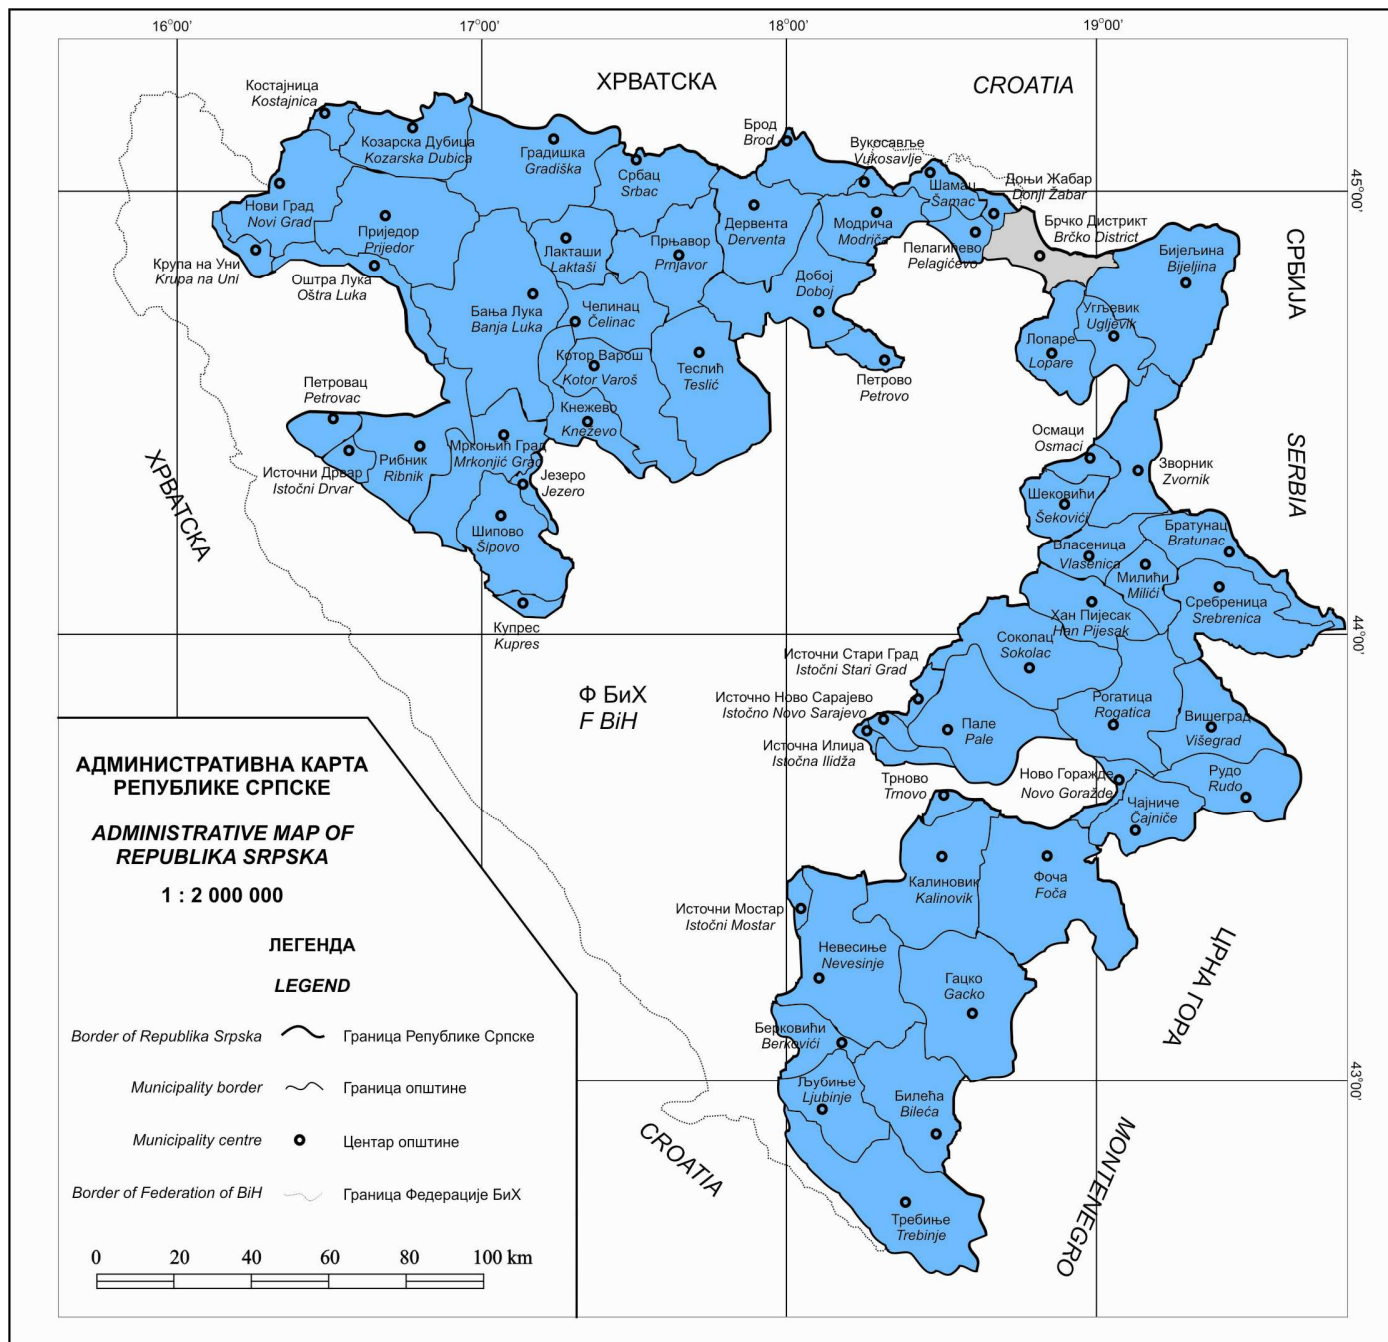 16°00'
17°00'
18°00'
19°00'
ХРВАТСКА
CROATIA
Костајница
Kostajnica
Козарска Дубица
Kozarska Dubica
Градишка
Gradiška
Србац
Srbac
Брод
Brod
Вукосавље
Vukosavlje
Шамац
Šamac
Доњи Жабар
Donji Žabar
Брчко Дистрикт
Brčko District
45°00'
Нови Град
Novi Grad
Приједор
Prijedor
Лакташи
Laktaši
Прњавор
Prnjavor
Дервента
Derventa
Модрича
Modriča
Пелагићево
Pelagićevo
Бијељина
Bijeljina
СРБИЈА
Крупа на Уни
Krupa na Uni
Оштра Лука
Oštra Luka
Бања Лука
Banja Luka
Челинац
Čelinac
Добој
Doboj
Угљевик
Ugljevik
Лопаре
Lopare
Котор Варош
Kotor Varoš
Теслић
Teslić
Петрово
Petrovo
Петровац
Petrovac
Кнежево
Knezevo
Осмаци
Osmaci
SERBIA
Источни Дрвар
Istočni Drvar
Рибник
Ribnik
Мркоњић Град
Mrkonjić Grad
Језеро
Jezero
Зворник
Zvornik
ХРВАТСКА
Шипово
Šipovo
Шековићи
Šekovići
Братунац
Bratunac
Власеница
Vlasenica
Милићи
Milići
Сребреница
Srebrenica
Хан Пијесак
Han Pijesak
Купрес
Kupres
44°00'
Соколац
Sokolac
Источни Стари Град
Istočni Stari Grad
Ф БиХ
F BiH
Источно Ново Сарајево
Istočno Novo Sarajevo
Рогатица
Rogatica
Вишеград
Višegrad
Пале
Pale
Источна Илиџа
Istočna Ilidža
Трново
Trnovo
Ново Горажде
Novo Goražde
Рудо
Rudo
Чајниче
Čajniče
АДМИНИСТРАТИВНА КАРТА
РЕПУБЛИКЕ СРПСКЕ
ADMINISTRATIVE MAP OF
REPUBLIKA SRPSKA
1 : 2 000 000
Калиновик
Kalinovik
Фоча
Foča
Источни Мостар
Istočni Mostar
Невесиње
Nevesinje
Гацко
Gacko
ЦРНА ГОРА
Берковићи
Berkovići
Љубиње
Ljubinje
Билећа
Bileća
43°00'
CROATIA
MONTENEGRO
Требиње
Trebinje
ЛЕГЕНДА
LEGEND
Border of Republika Srpska Граница Републике Српске
Municipality border Граница општине
Municipality centre Центар општине
Border of Federation of BiH Граница Федерације БиХ
0 20 40 60 80 100 km